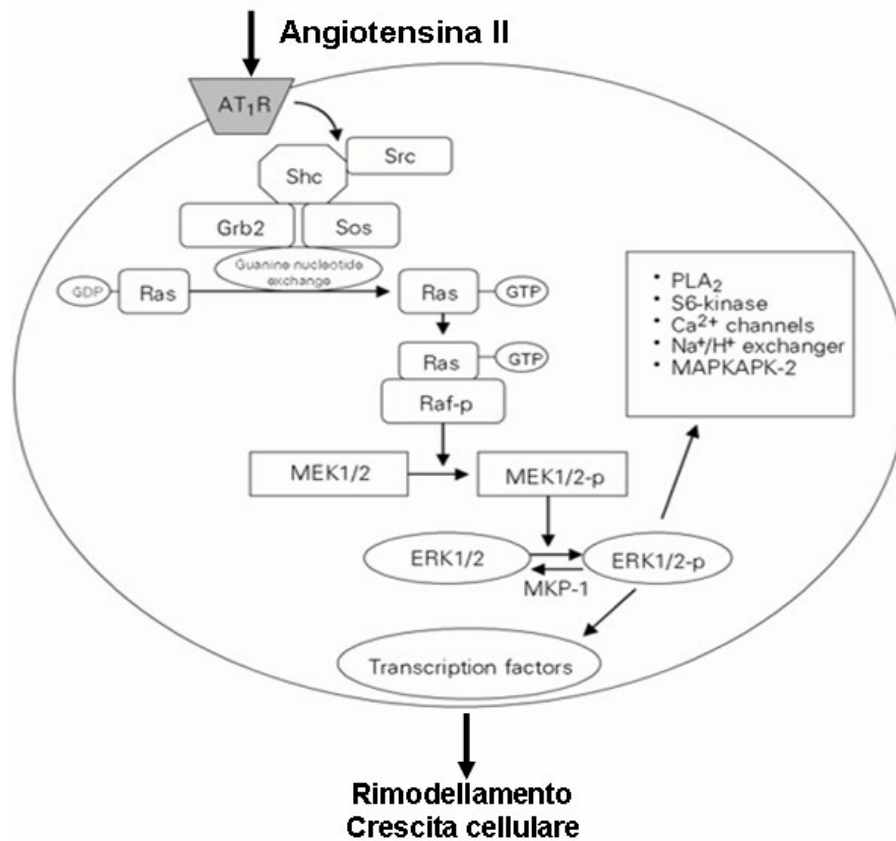 Angiotensina II
AT₁R
Src
Shc
Grb2
Sos
Guanine nucleotide
exchange
GDP
Ras
Ras
GTP
Ras
GTP
Raf-p
• PLA₂
• S6-kinase
• Ca²⁺ channels
• Na⁺/H⁺ exchanger
• MAPKAPK-2
MEK1/2
MEK1/2-p
ERK1/2
ERK1/2-p
MKP-1
Transcription factors
Rimodellamento
Crescita cellulare